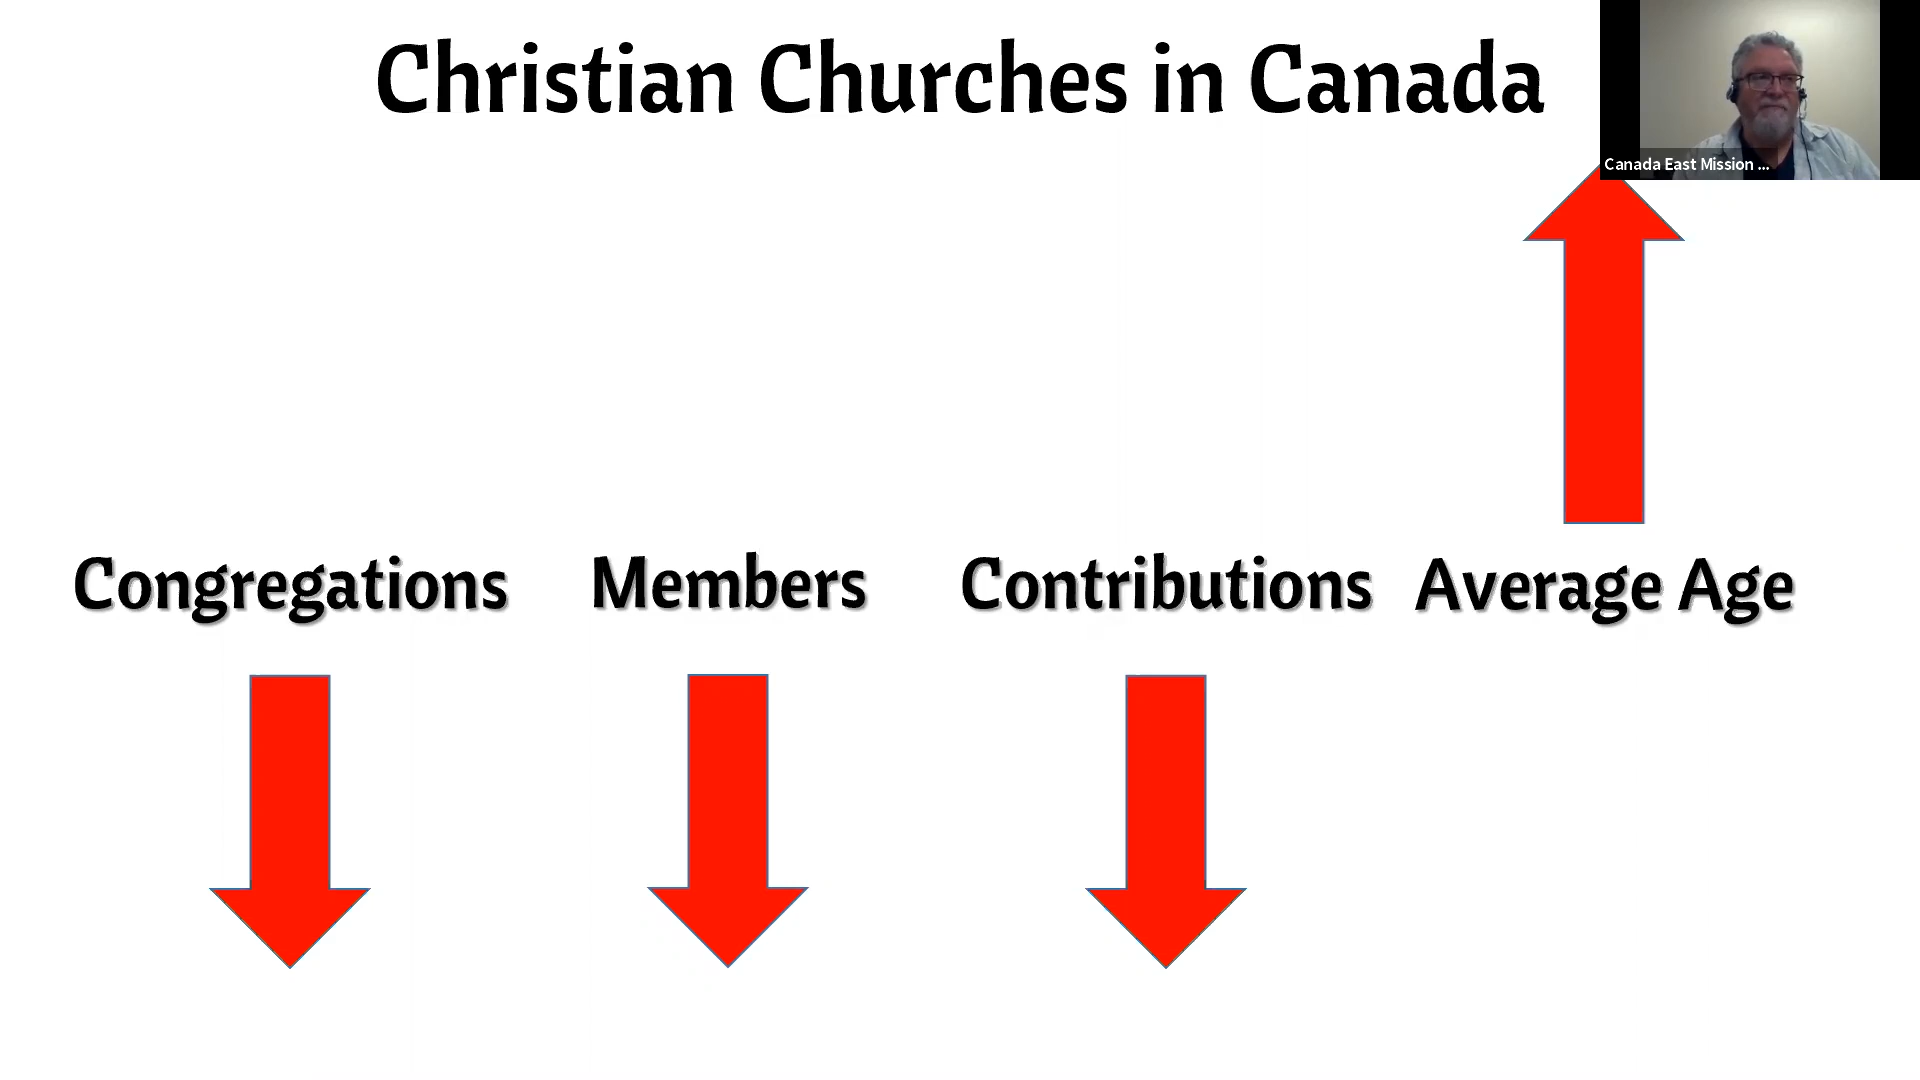 Christian Churches in Canada
Canada East Mission ...
Congregations Members Contributions Average Age